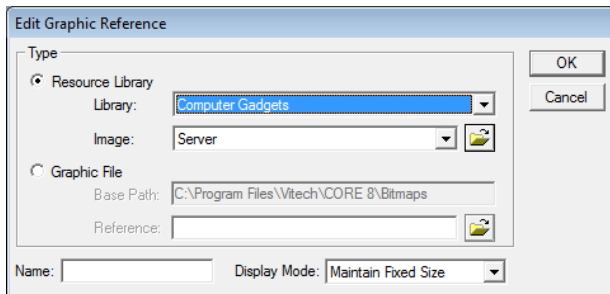 Edit Graphic Reference
Type
Resource Library
Library: Computer Gadgets
Image: Server
Graphic File
Base Path: C:\Program Files\Vitech\CORE 8\Bitmaps
Reference:
Name: Display Mode: Maintain Fixed Size
OK
Cancel